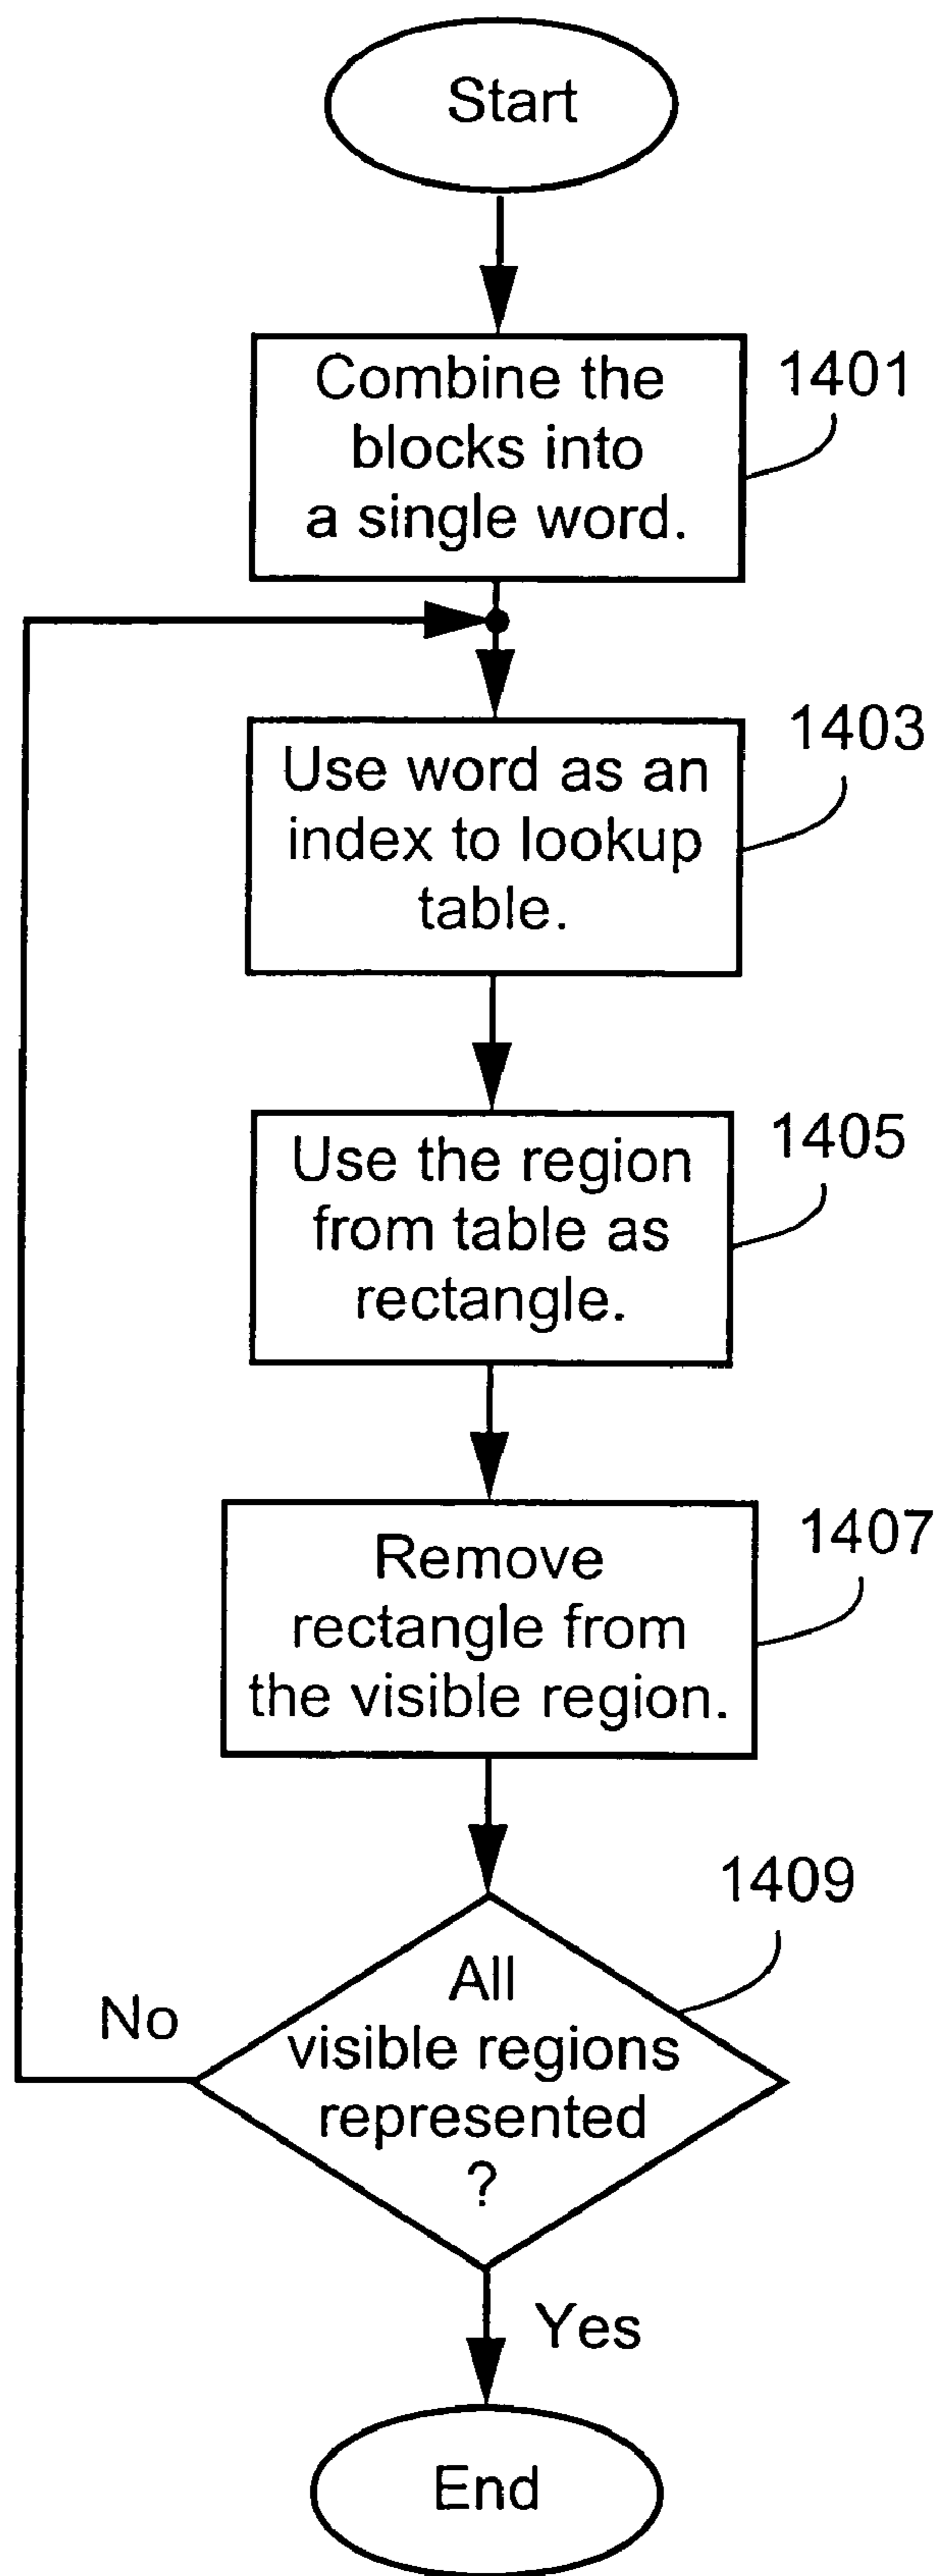 Start
Combine the
blocks into
a single word.
1401
Use word as an
index to lookup
table.
1403
Use the region
from table as
rectangle.
1405
Remove
rectangle from
the visible region.
1407
All
visible regions
represented
?
1409
No
Yes
End